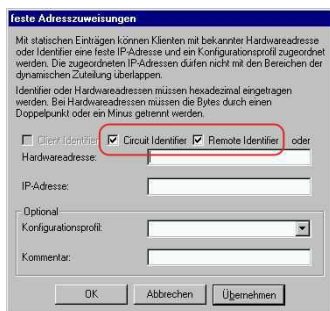 feste Adresszuweisungen
Mit statischen Einträgen können Klienten mit bekannter Hardwareadresse
oder Identifier eine feste IP-Adresse und ein Konfigurationsprofil zugeordnet
werden. Die zugeordneten IP-Adressen dürfen nicht mit den Bereichen der
dynamischen Zuteilung überlappen.
Identifier oder Hardwareadressen müssen hexadezimal eingetragen
werden. Bei Hardwareadressen müssen die Bytes durch einen
Doppelpunkt oder ein Minus getrennt werden.
Client Identifier Circuit Identifier Remote Identifier oder
Hardwareadresse:
IP-Adresse:
Optional
Konfigurationsprofil:
Kommentar:
OK Abbrechen Übernehmen